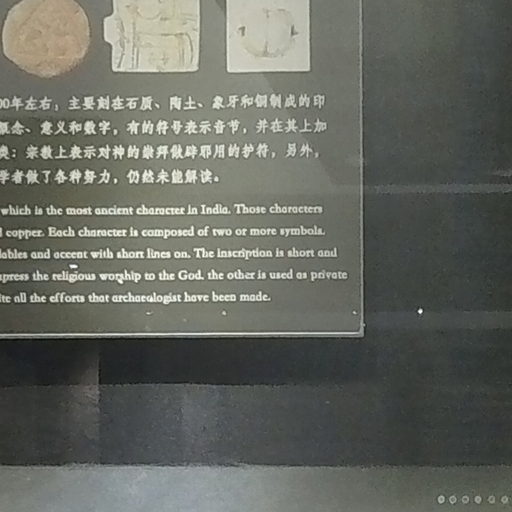 00年左右，主要刻在石质、陶土、象牙和铜制成的印
概念、意义和数字，有的符号表示音节，并在其上加
类：宗教上表示对神的崇拜做辟邪用的护符，另外，
学者做了各种努力，仍然未能解读。
which is the most ancient character in India. Those characters
copper. Each character is composed of two or more symbols.
lables and accent with short lines on. The inscription is short and
press the religious worship to the God. the other is used as private
ite all the efforts that archaeologist have been made.